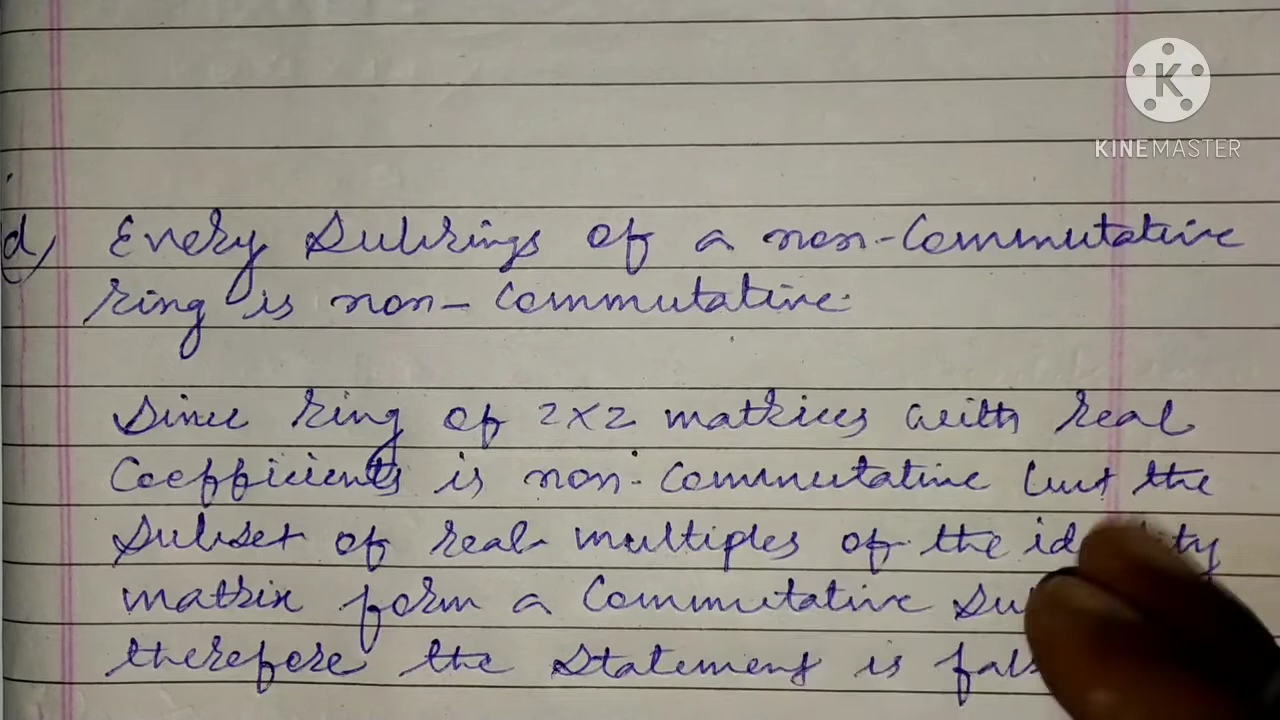 K
KINEMASTER
d) Every Subrings of a non-Commutative
ring is non-Commutative.
Since ring of 2x2 matrices with real
Coefficients is non-Commutative but the
Subset of real multiples of the
matrix form a Commutative
therefore the Statement is